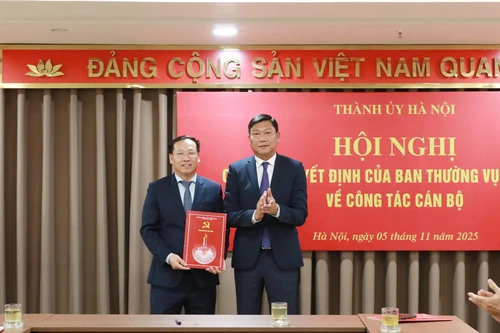 ĐẢNG CỘNG SẢN VIỆT NAM QUAN
THÀNH ỦY HÀ NỘI
HỘI NGHỊ
C YẾT ĐỊNH CỦA BAN THƯỜNG VỤ
VỀ CÔNG TÁC CÁN BỘ
Hà Nội, ngày 05 tháng 11 năm 2025